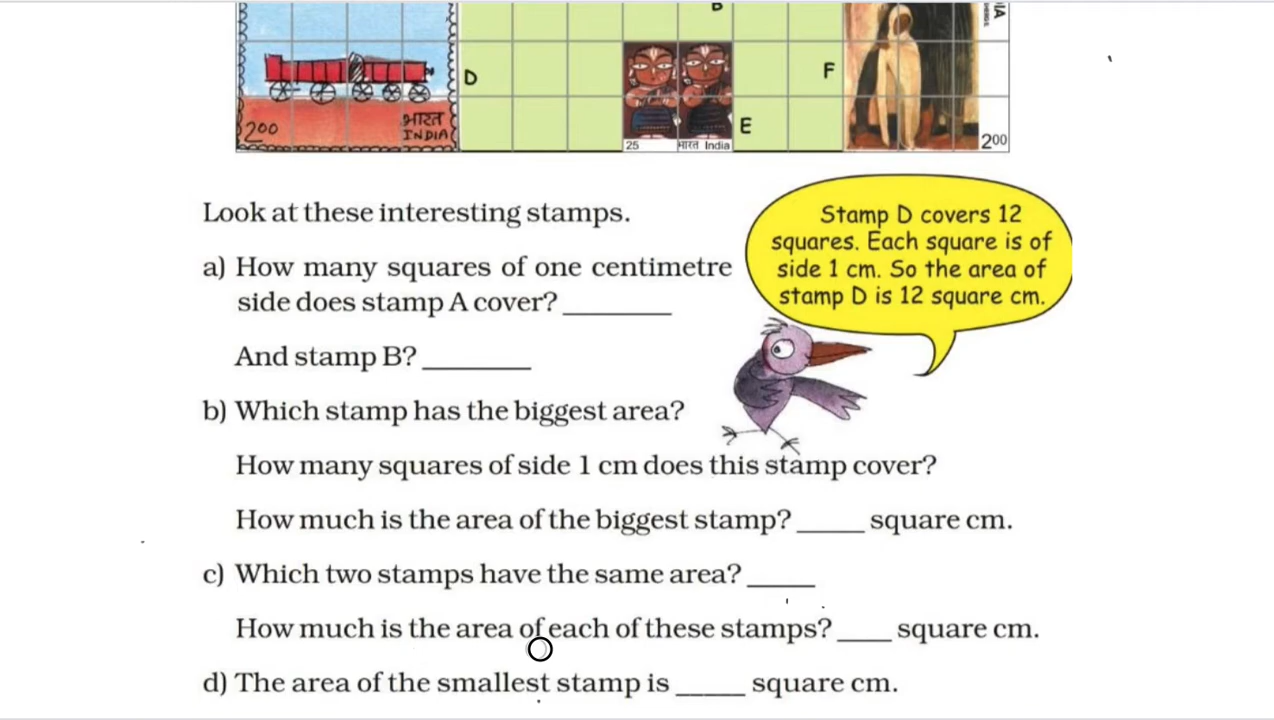 D
F
E
200
भारत
INDIA
25
भारत India
200
Look at these interesting stamps.
a) How many squares of one centimetre
side does stamp A cover? ________
And stamp B? ________
Stamp D covers 12
squares. Each square is of
side 1 cm. So the area of
stamp D is 12 square cm.
b) Which stamp has the biggest area?
How many squares of side 1 cm does this stamp cover?
How much is the area of the biggest stamp? _____ square cm.
c) Which two stamps have the same area? _____
How much is the area of each of these stamps? ____ square cm.
d) The area of the smallest stamp is _____ square cm.